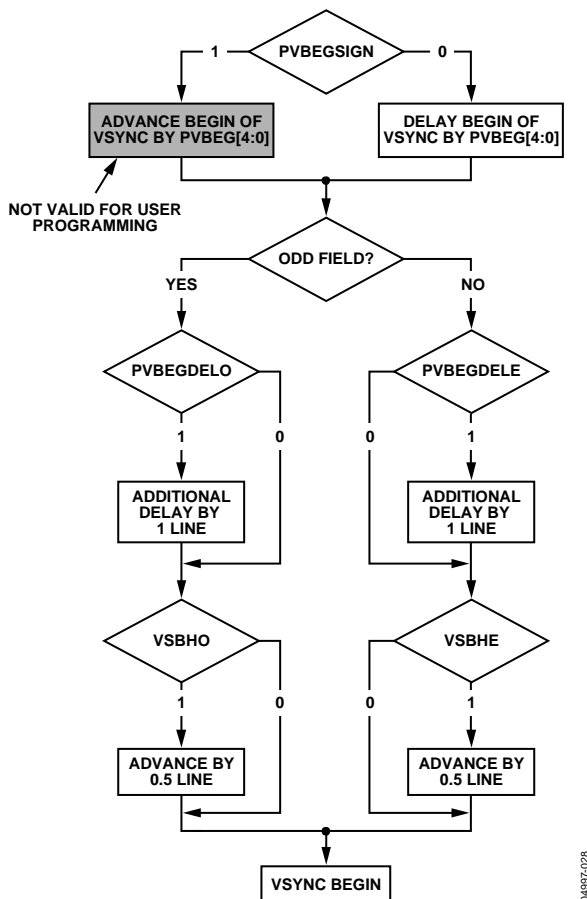 PVBEGSIGN
1
0
ADVANCE BEGIN OF
VSYNC BY PVBEG[4:0]
DELAY BEGIN OF
VSYNC BY PVBEG[4:0]
NOT VALID FOR USER
PROGRAMMING
ODD FIELD?
YES
NO
PVBEGDELO
PVBEGDELE
1
0
0
1
ADDITIONAL
DELAY BY
1 LINE
ADDITIONAL
DELAY BY
1 LINE
VSBHO
VSBHE
1
0
0
1
ADVANCE BY
0.5 LINE
ADVANCE BY
0.5 LINE
VSYNC BEGIN
04997-028